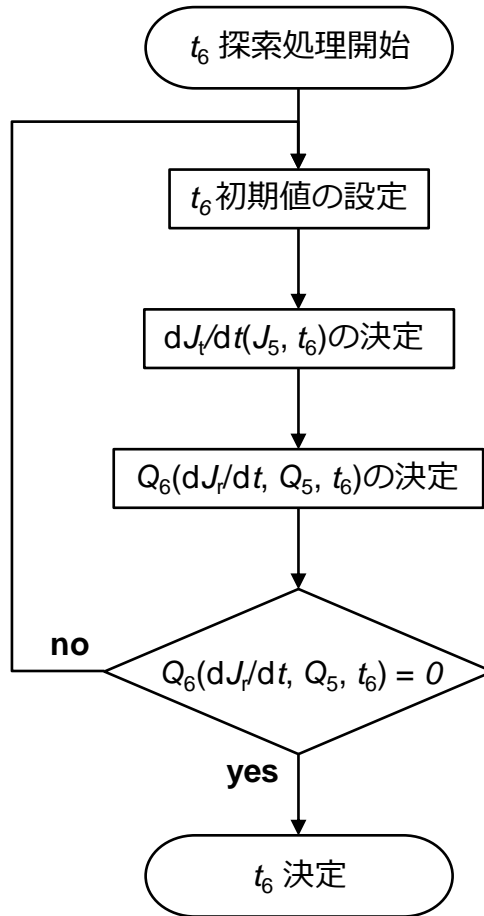 t₆ 探索処理開始
t₆初期値の設定
dJₜ/dt(J₅, t₆)の決定
Q₆(dJᵣ/dt, Q₅, t₆)の決定
no
Q₆(dJᵣ/dt, Q₅, t₆) = 0
yes
t₆ 決定